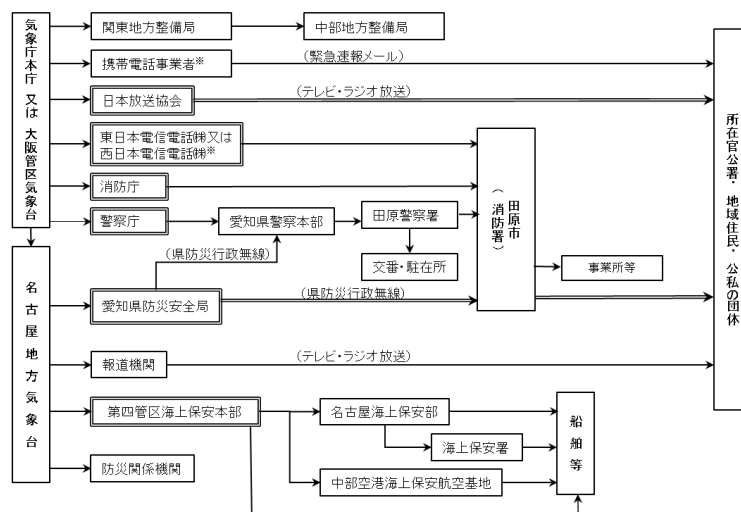 気象庁本庁 又は 大阪管区気象台
関東地方整備局
中部地方整備局
携帯電話事業者※
(緊急速報メール)
日本放送協会
(テレビ・ラジオ放送)
東日本電信電話㈱又は
西日本電信電話㈱※
消防庁
警察庁
愛知県警察本部
田原警察署
交番・駐在所
田原市
(消防署)
所在官公署・地域住民・公私の団体
(県防災行政無線)
事業所等
名古屋地方気象台
愛知県防災安全局
(県防災行政無線)
報道機関
(テレビ・ラジオ放送)
第四管区海上保安本部
名古屋海上保安部
海上保安署
中部空港海上保安航空基地
船舶等
防災関係機関